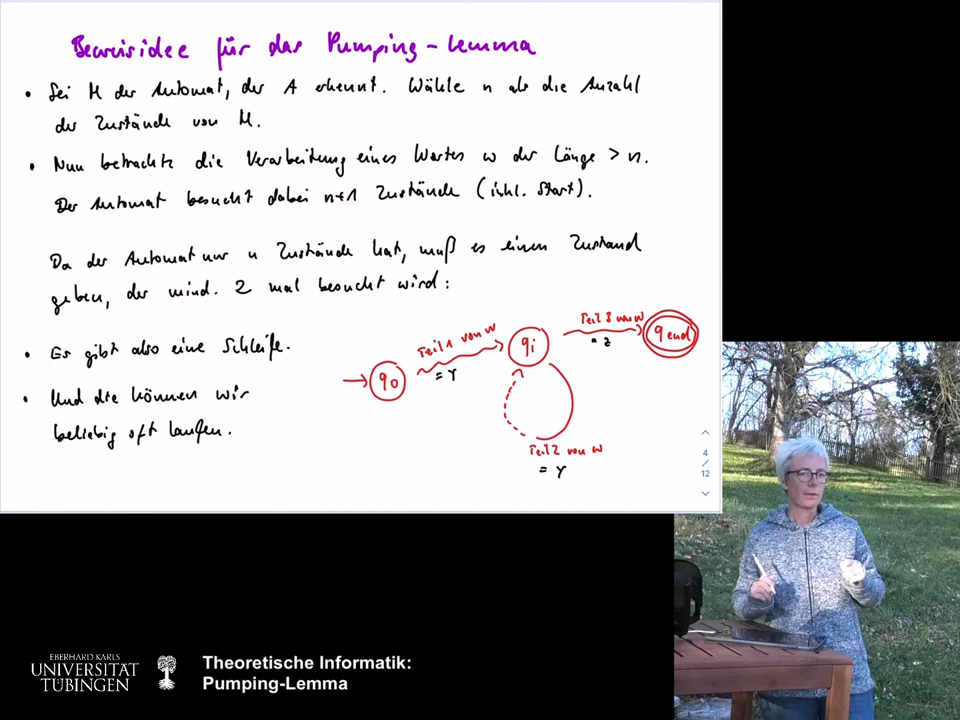 Beweisidee für das Pumping-Lemma
• Sei M der Automat, der A erkennt. Wähle n als die Anzahl
der Zustände von M.
• Nun betrachte die Verarbeitung eines Wortes w der Länge > n.
Der Automat besucht dabei n+1 Zustände (inkl. Start).
Da der Automat nur n Zustände hat, muß es einen Zustand
geben, der mind. 2 mal besucht wird:
• Es gibt also eine Schleife.
• Und die können wir
beliebig oft laufen.
q0
Teil 1 von w
= Y
qi
Teil 3 von w
= z
q end
Teil 2 von w
= Y
4
/
12
EBERHARD KARLS
UNIVERSITÄT
TÜBINGEN
Theoretische Informatik:
Pumping-Lemma